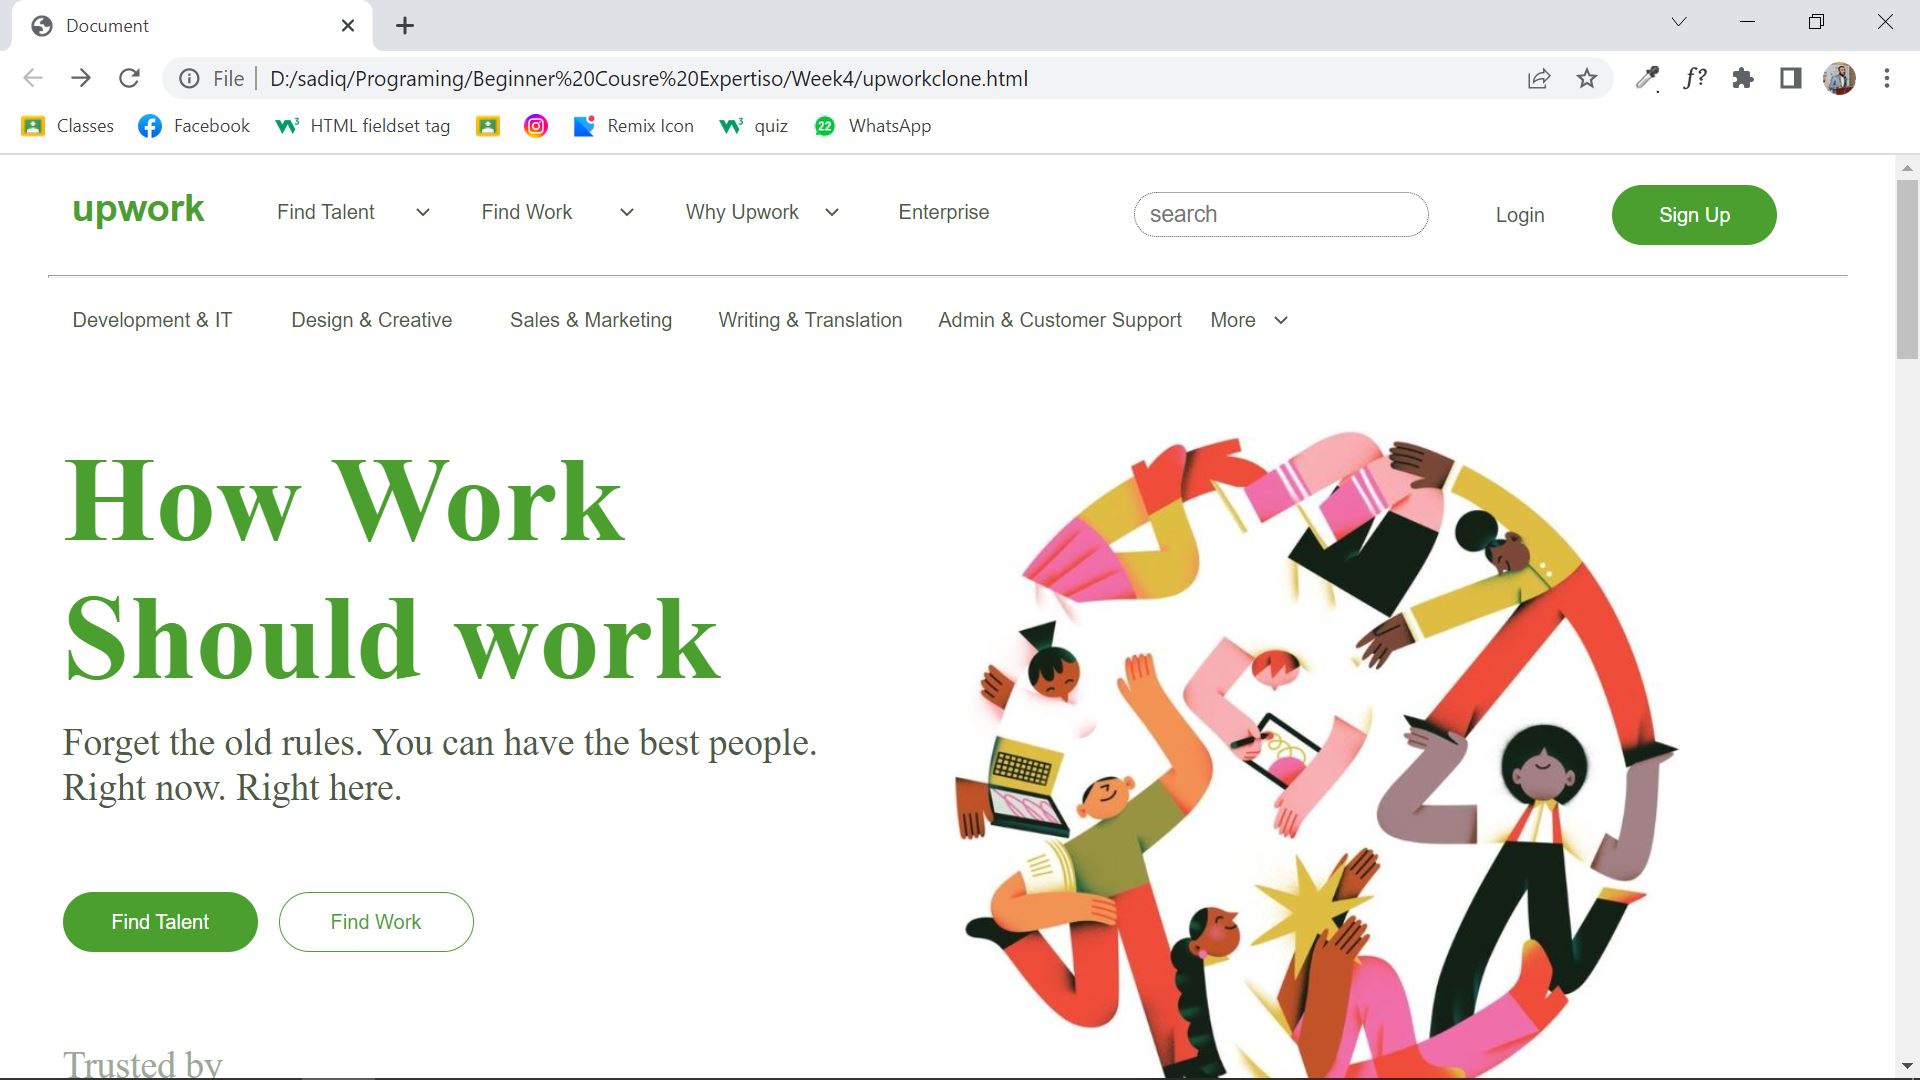 Document
File D:/sadiq/Programing/Beginner%20Cousre%20Expertiso/Week4/upworkclone.html
f?
Classes Facebook HTML fieldset tag Remix Icon quiz 22 WhatsApp
upwork Find Talent Find Work Why Upwork Enterprise search Login Sign Up
Development & IT Design & Creative Sales & Marketing Writing & Translation Admin & Customer Support More
How Work
Should work
Forget the old rules. You can have the best people.
Right now. Right here.
Find Talent Find Work
Trusted by